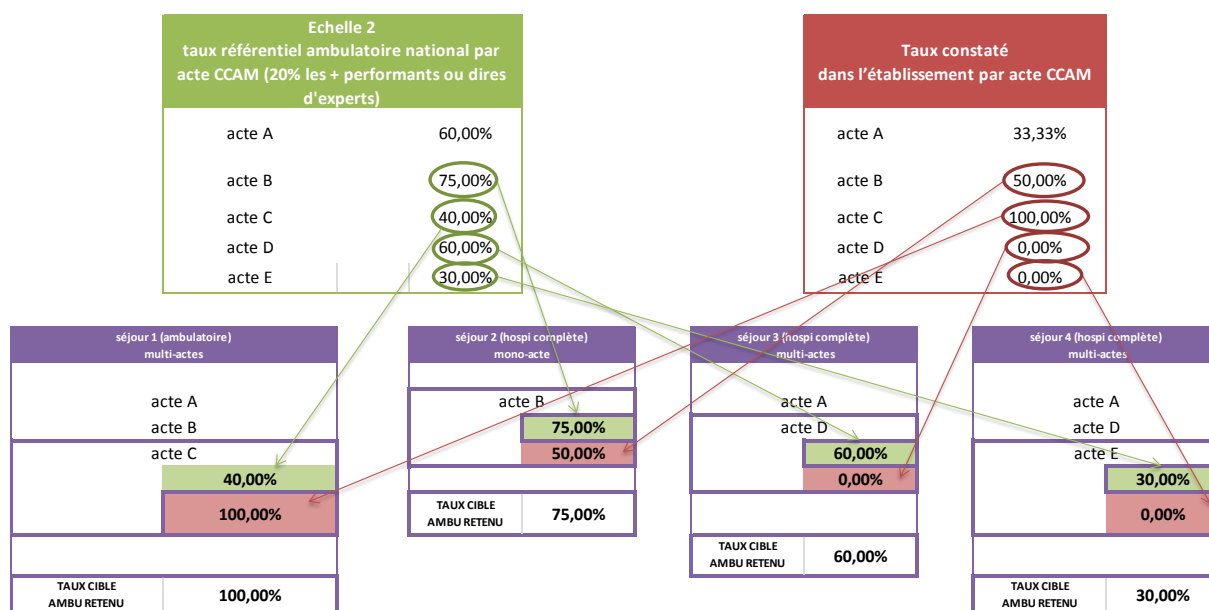 Echelle 2
taux référentiel ambulatoire national par
acte CCAM (20% les + performants ou dires
d'experts)
acte A 60,00%
acte B 75,00%
acte C 40,00%
acte D 60,00%
acte E 30,00%
Taux constaté
dans l'établissement par acte CCAM
acte A 33,33%
acte B 50,00%
acte C 100,00%
acte D 0,00%
acte E 0,00%
séjour 1 (ambulatoire)
multi-actes
acte A
acte B
acte C
40,00%
100,00%
TAUX CIBLE
AMBU RETENU 100,00%
séjour 2 (hospi complète)
mono-acte
acte B
75,00%
50,00%
TAUX CIBLE
AMBU RETENU 75,00%
séjour 3 (hospi complète)
multi-actes
acte A
acte D
60,00%
0,00%
TAUX CIBLE
AMBU RETENU 60,00%
séjour 4 (hospi complète)
multi-actes
acte A
acte D
acte E
30,00%
0,00%
TAUX CIBLE
AMBU RETENU 30,00%